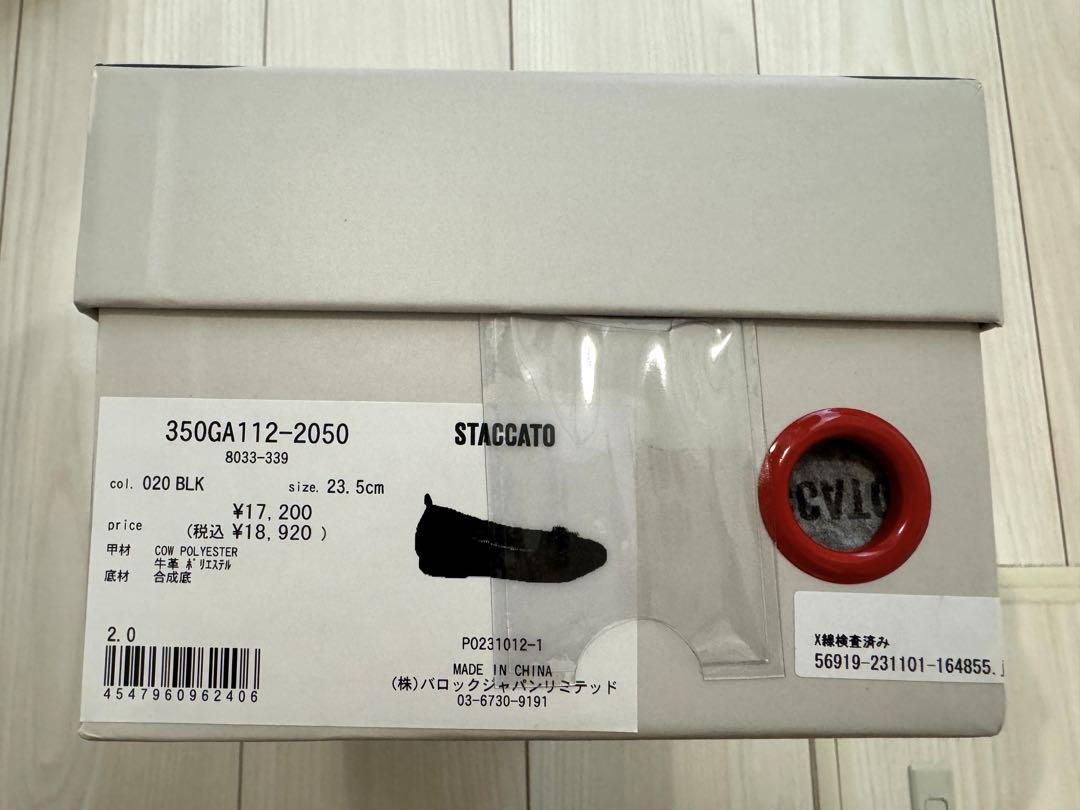 350GA112-2050
8033-339
STACCATO
col. 020 BLK
size. 23.5cm
price ¥17,200
(税込 ¥18,920 )
甲材 COW POLYESTER
牛革 ﾎﾟﾘｴｽﾃﾙ
底材 合成底
2.0
4547960962406
PO231012-1
MADE IN CHINA
(株)バロックジャパンリミテッド
03-6730-9191
CATO
X線検査済み
56919-231101-164855.j